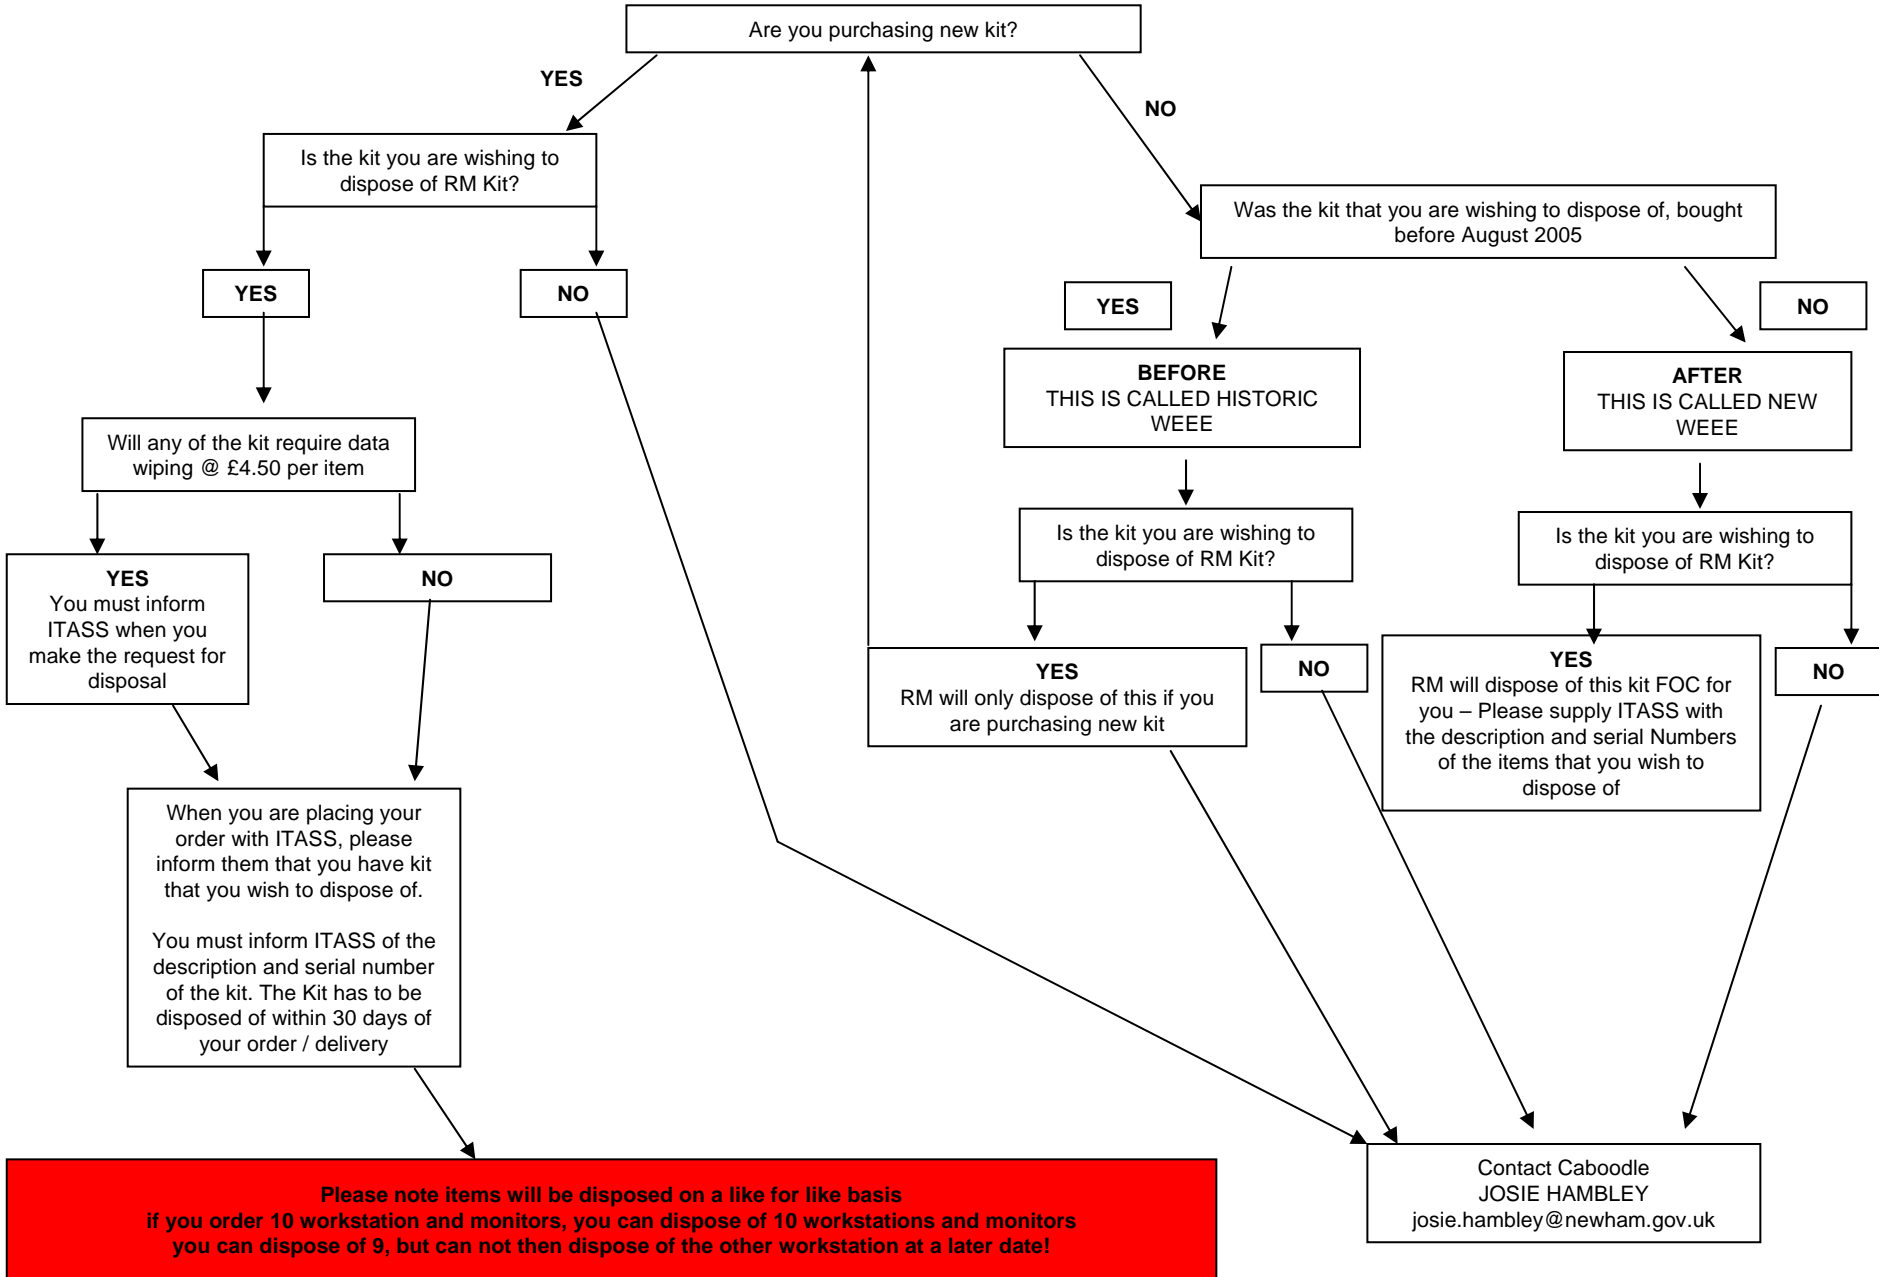 Are you purchasing new kit?
YES
NO
Is the kit you are wishing to
dispose of RM Kit?
Was the kit that you are wishing to dispose of, bought
before August 2005
YES
NO
YES
NO
BEFORE
THIS IS CALLED HISTORIC
WEEE
AFTER
THIS IS CALLED NEW
WEEE
Will any of the kit require data
wiping @ £4.50 per item
Is the kit you are wishing to
dispose of RM Kit?
Is the kit you are wishing to
dispose of RM Kit?
YES
You must inform
ITASS when you
make the request for
disposal
NO
YES
RM will only dispose of this if you
are purchasing new kit
NO
YES
RM will dispose of this kit FOC for
you – Please supply ITASS with
the description and serial Numbers
of the items that you wish to
dispose of
NO
When you are placing your
order with ITASS, please
inform them that you have kit
that you wish to dispose of.
You must inform ITASS of the
description and serial number
of the kit. The Kit has to be
disposed of within 30 days of
your order / delivery
Please note items will be disposed on a like for like basis
if you order 10 workstation and monitors, you can dispose of 10 workstations and monitors
you can dispose of 9, but can not then dispose of the other workstation at a later date!
Contact Caboodle
JOSIE HAMBLEY
josie.hambley@newham.gov.uk